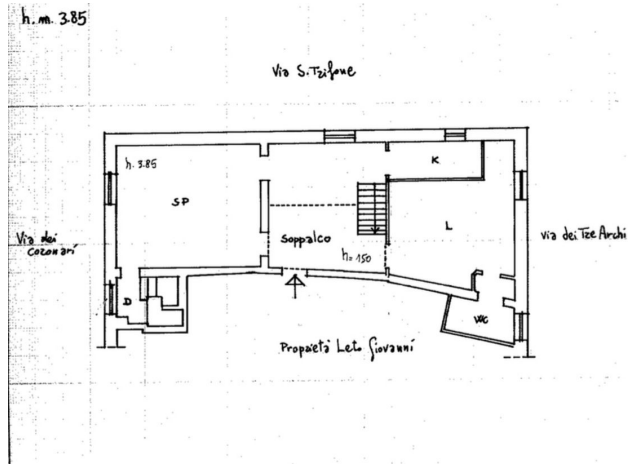 h.m. 3.85
Via S. Trifone
h. 3.85
K
SP
L
Via dei
Coronari
Soppalco
h=150
Via dei Tre Archi
D
WC
Proprietà Leto Giovanni